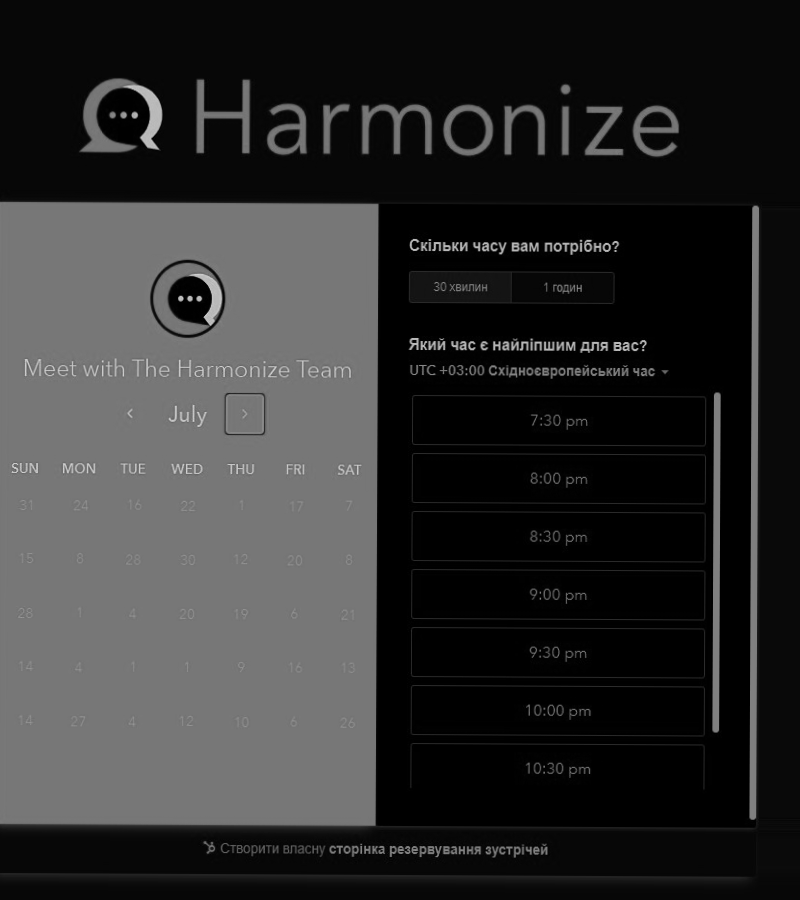 Harmonize
Meet with The Harmonize Team
July
SUN MON TUE WED THU FRI SAT
31 24 16 22 1 17 7
15 8 28 30 12 20 8
28 1 4 20 19 6 21
14 4 1 1 9 16 13
14 27 4 12 10 6 26
Скільки часу вам потрібно?
30 хвилин 1 годин
Який час є найліпшим для вас?
UTC +03:00 Східноєвропейський час
7:30 pm
8:00 pm
8:30 pm
9:00 pm
9:30 pm
10:00 pm
10:30 pm
Створити власну сторінка резервування зустрічей